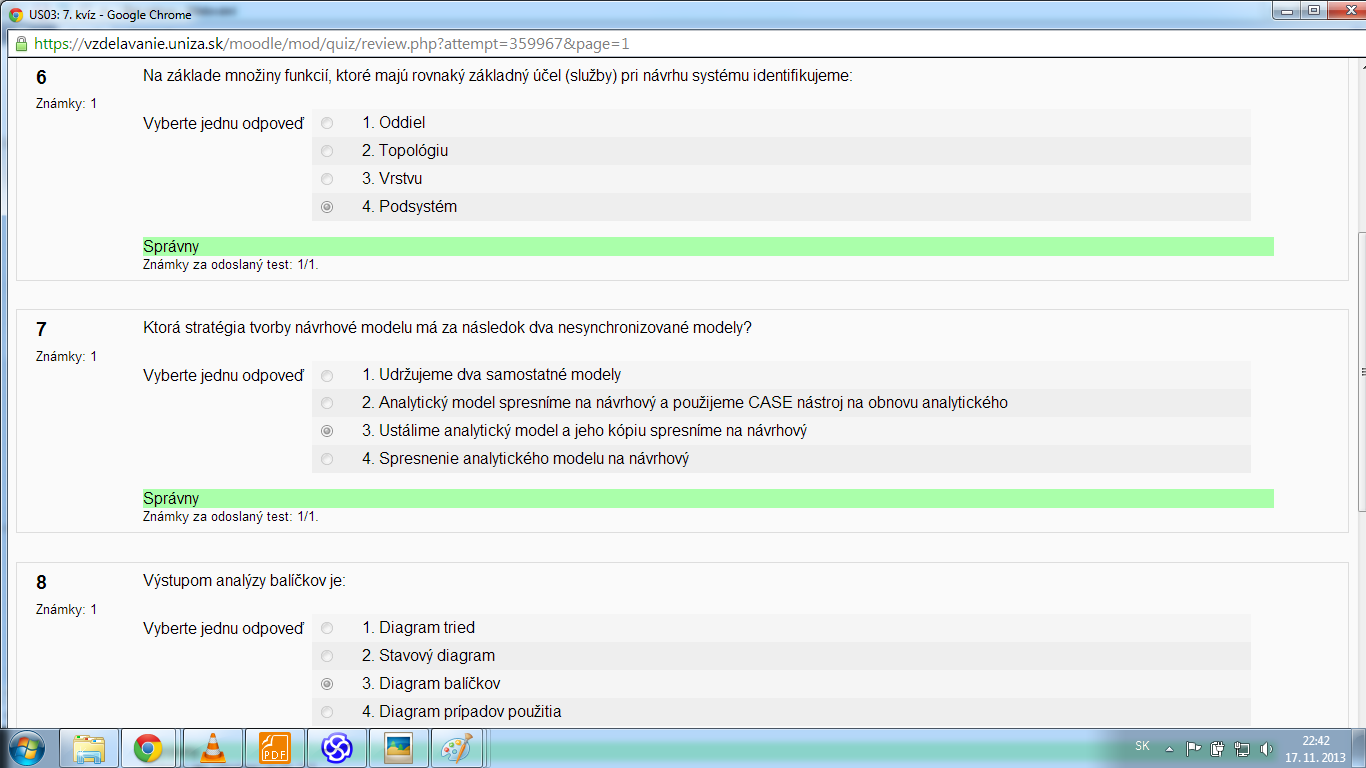 US03: 7. kvíz - Google Chrome
https://vzdelavanie.uniza.sk/moodle/mod/quiz/review.php?attempt=359967&page=1
6
Známky: 1
Na základe množiny funkcií, ktoré majú rovnaký základný účel (služby) pri návrhu systému identifikujeme:
Vyberte jednu odpoveď
1. Oddiel
2. Topológiu
3. Vrstvu
4. Podsystém
Správny
Známky za odoslaný test: 1/1.
7
Známky: 1
Ktorá stratégia tvorby návrhové modelu má za následok dva nesynchronizované modely?
Vyberte jednu odpoveď
1. Udržujeme dva samostatné modely
2. Analytický model spresníme na návrhový a použijeme CASE nástroj na obnovu analytického
3. Ustálime analytický model a jeho kópiu spresníme na návrhový
4. Spresnenie analytického modelu na návrhový
Správny
Známky za odoslaný test: 1/1.
8
Známky: 1
Výstupom analýzy balíčkov je:
Vyberte jednu odpoveď
1. Diagram tried
2. Stavový diagram
3. Diagram balíčkov
4. Diagram prípadov použitia
PDF
SK
22:42
17. 11. 2013